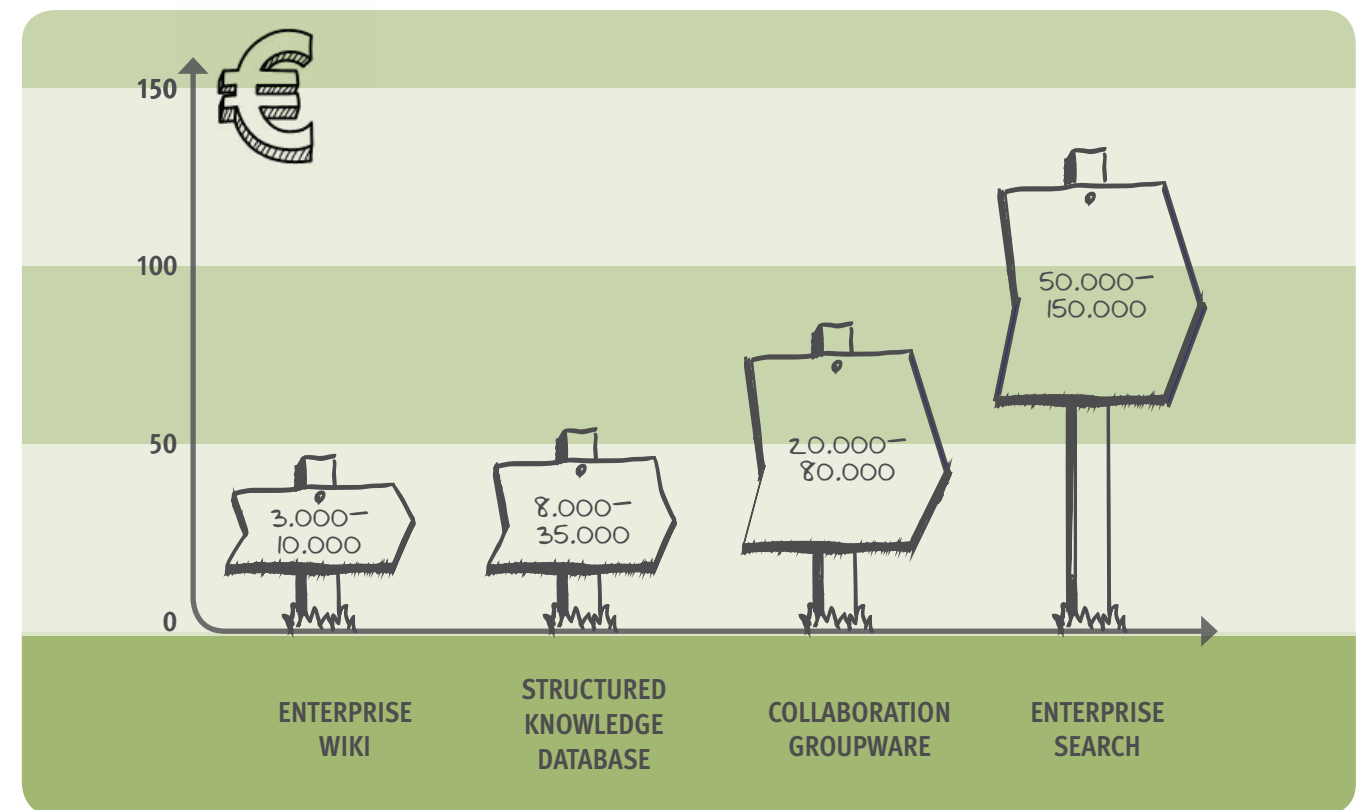 €
150
100
50
0
3.000–
10.000
8.000–
35.000
20.000–
80.000
50.000–
150.000
ENTERPRISE
WIKI
STRUCTURED
KNOWLEDGE
DATABASE
COLLABORATION
GROUPWARE
ENTERPRISE
SEARCH